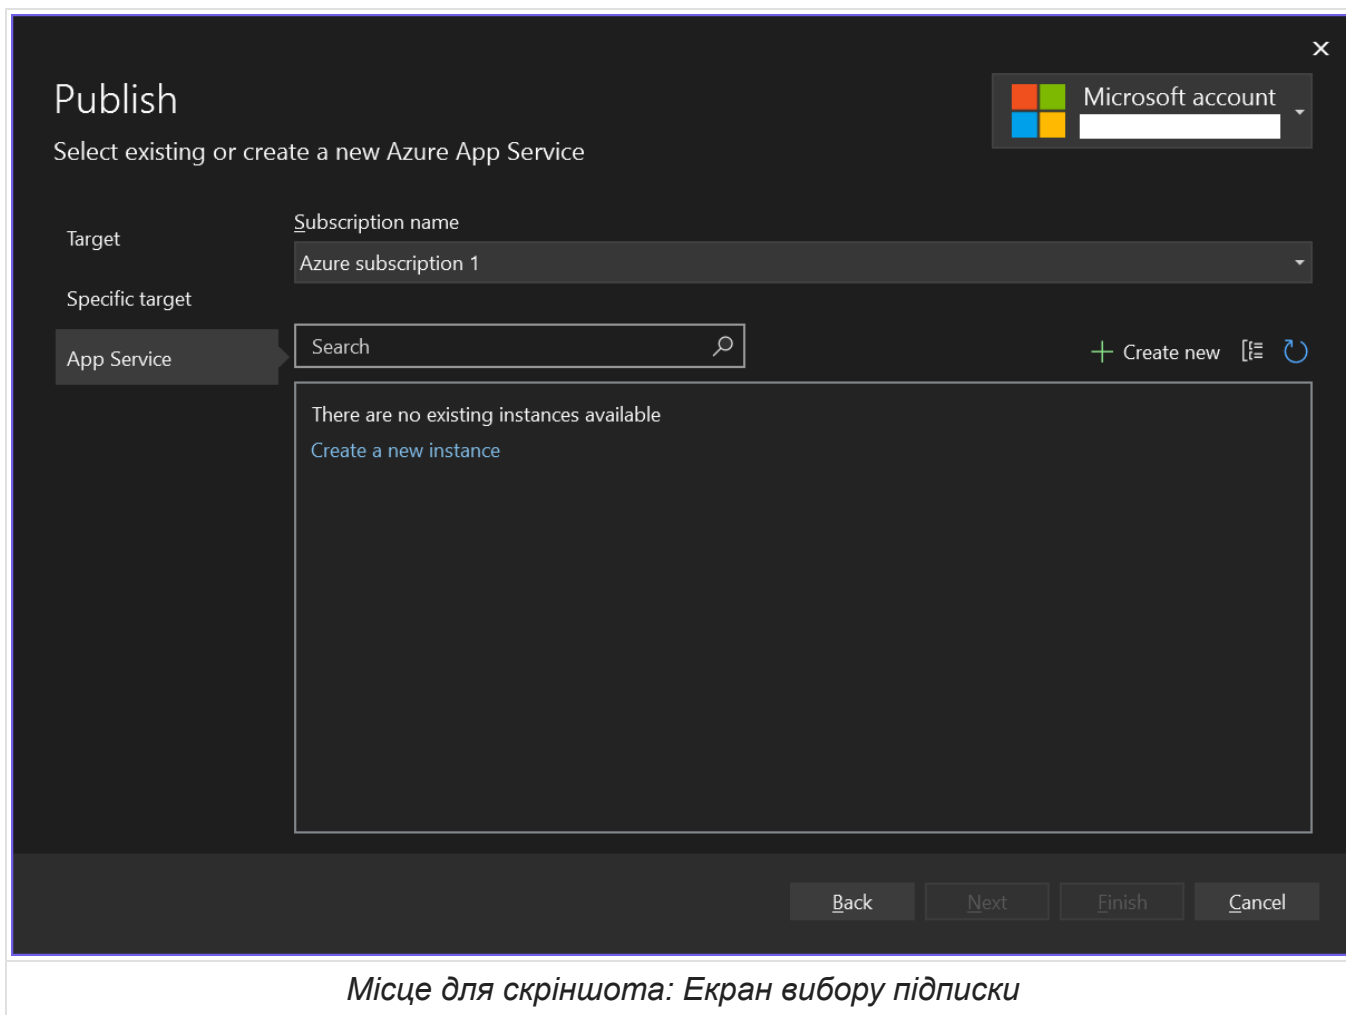 Publish
Select existing or create a new Azure App Service
Microsoft account
Target
Specific target
App Service
Subscription name
Azure subscription 1
Search
Create new
There are no existing instances available
Create a new instance
Back
Next
Finish
Cancel
Місце для скріншота: Екран вибору підписки